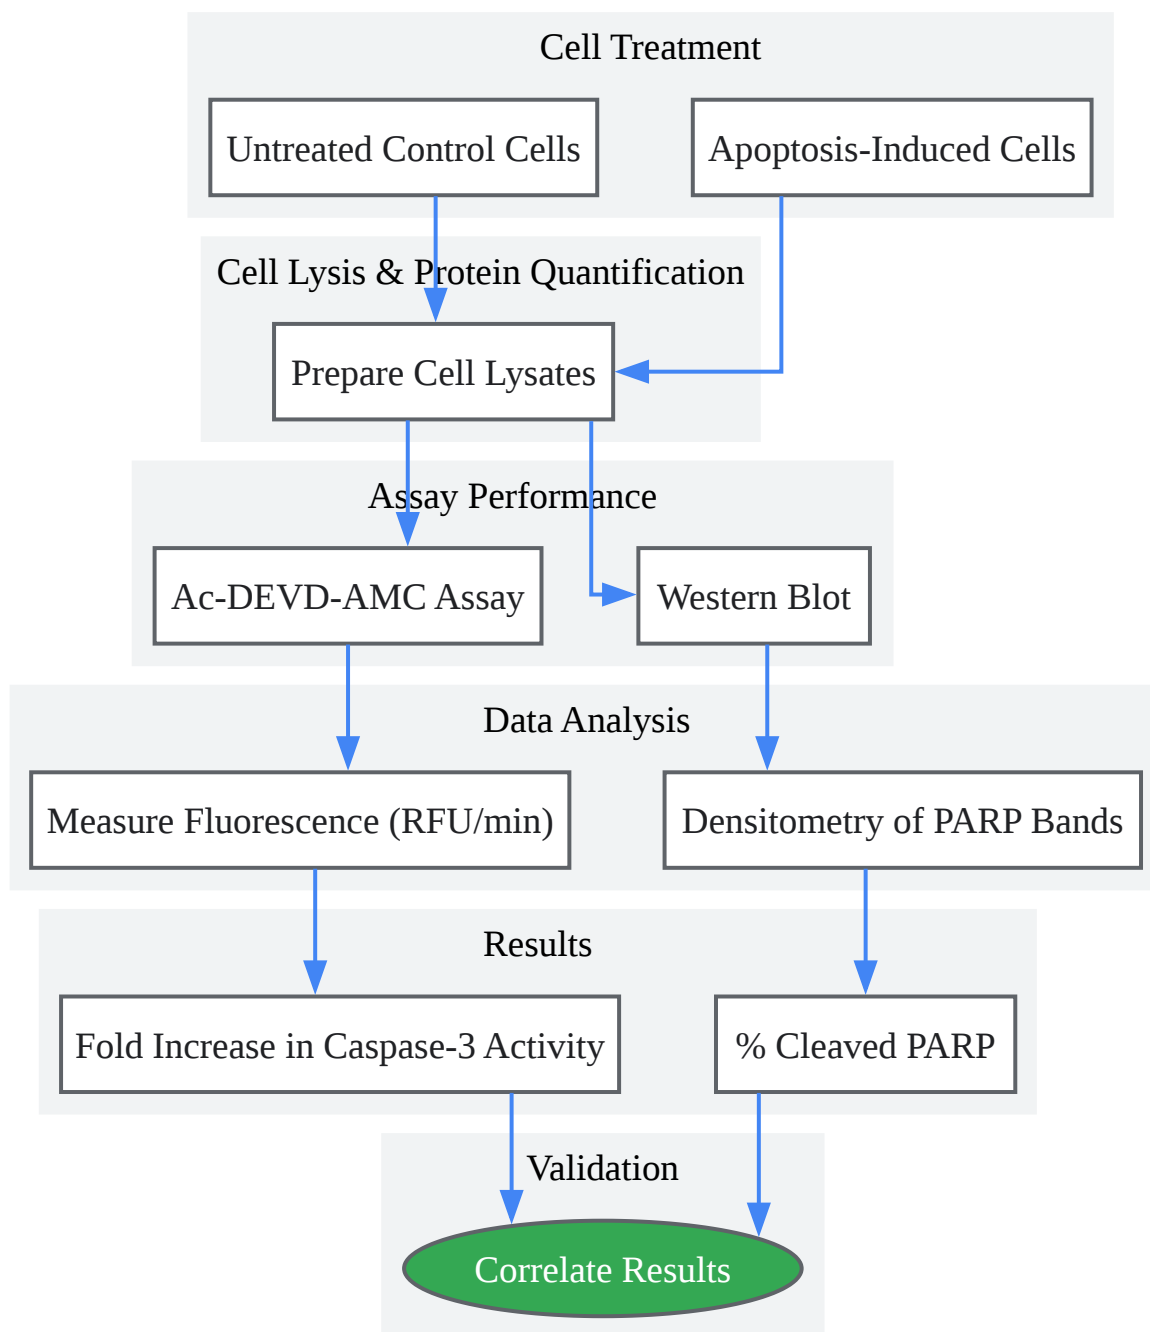 Cell Treatment
Untreated Control Cells
Apoptosis-Induced Cells
Cell Lysis & Protein Quantification
Prepare Cell Lysates
Assay Performance
Ac-DEVD-AMC Assay
Western Blot
Data Analysis
Measure Fluorescence (RFU/min)
Densitometry of PARP Bands
Results
Fold Increase in Caspase-3 Activity
% Cleaved PARP
Validation
Correlate Results